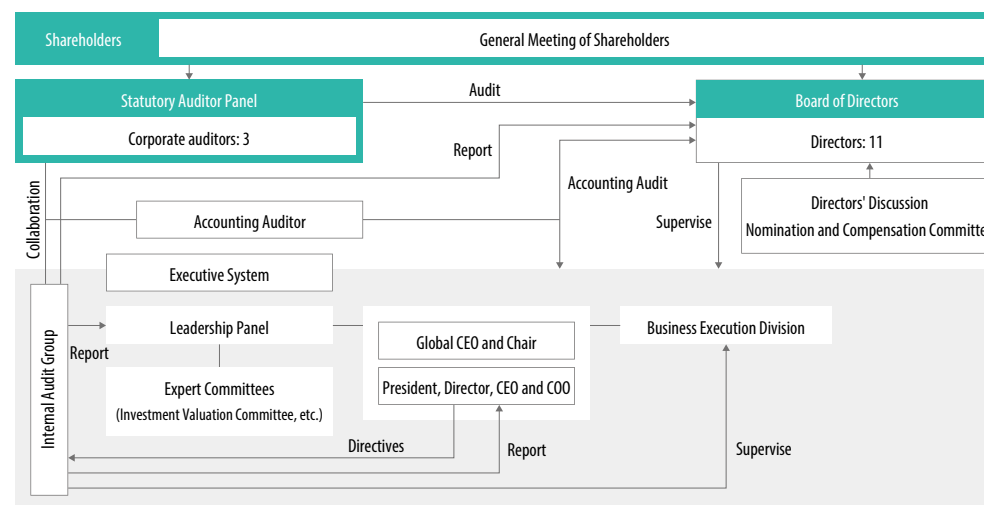 Shareholders
General Meeting of Shareholders
Statutory Auditor Panel
Audit
Board of Directors
Corporate auditors: 3
Report
Directors: 11
Collaboration
Accounting Audit
Accounting Auditor
Supervise
Directors' Discussion
Nomination and Compensation Committe
Executive System
Internal Audit Group
Report
Leadership Panel
Global CEO and Chair
Business Execution Division
Expert Committees
(Investment Valuation Committee, etc.)
President, Director, CEO and COO
Directives
Report
Supervise